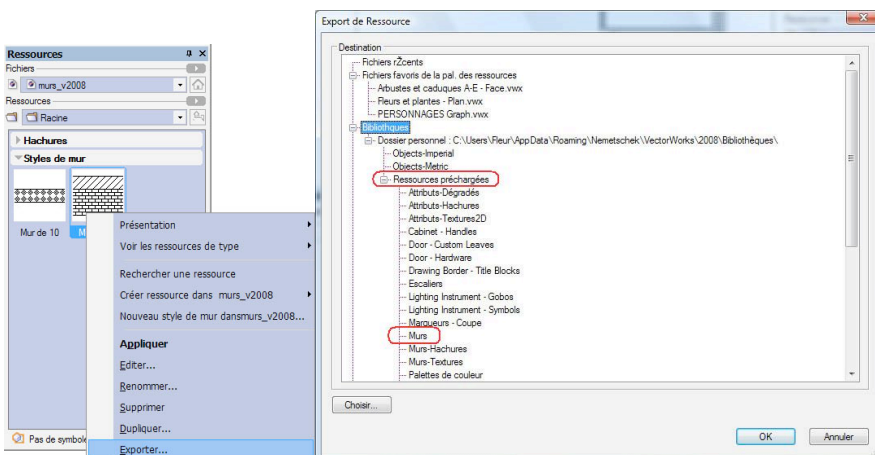 Ressources
Fichiers
murs_v2008
Ressources
Racine
Hachures
Styles de mur
Mur de 10
M
Présentation
Voir les ressources de type
Rechercher une ressource
Créer ressource dans murs_v2008
Nouveau style de mur dansmurs_v2008...
Appliquer
Editer...
Renommer...
Supprimer
Dupliquer...
Exporter...
Pas de symbole
Export de Ressource
Destination
Fichiers rŽcents
Fichiers favoris de la pal. des ressources
Arbustes et caduques A-E - Face.vwx
Fleurs et plantes - Plan.vwx
PERSONNAGES Graph.vwx
Bibliothques
Dossier personnel : C:\Users\Fleur\AppData\Roaming\Nemetschek\VectorWorks\2008\Bibliothèques\
Objects-Imperial
Objects-Metric
Ressources préchargées
Attributs-Dégradés
Attributs-Hachures
Attributs-Textures2D
Cabinet - Handles
Door - Custom Leaves
Door - Hardware
Drawing Border - Title Blocks
Escaliers
Lighting Instrument - Gobos
Lighting Instrument - Symbols
Marqueurs - Coupe
Murs
Murs-Hachures
Murs-Textures
Palettes de couleur
Choisir...
OK
Annuler